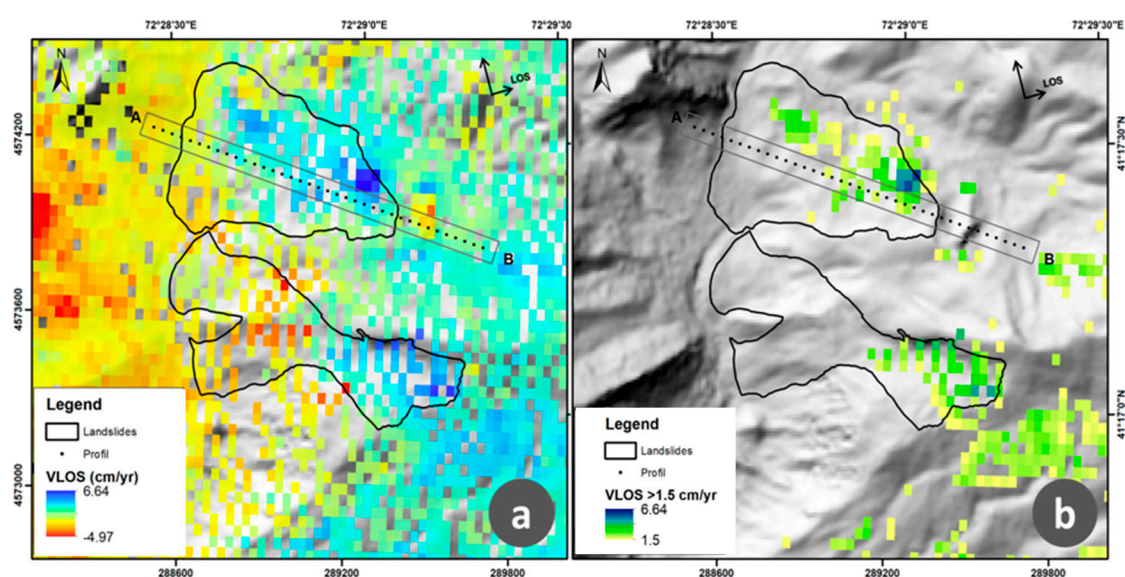 72°28'30"E 72°29'0"E 72°29'30"E 72°28'30"E 72°29'0"E 72°29'30"E
N
LOS
N
LOS
A
A
4574200
41°17'30"N
B
B
4573600
Legend
Landslides
Profil
VLOS (cm/yr)
6.64
-4.97
Legend
Landslides
Profil
VLOS >1.5 cm/yr
6.64
1.5
41°17'0"N
4573000
a
b
288600 289200 289800 288600 289200 289800